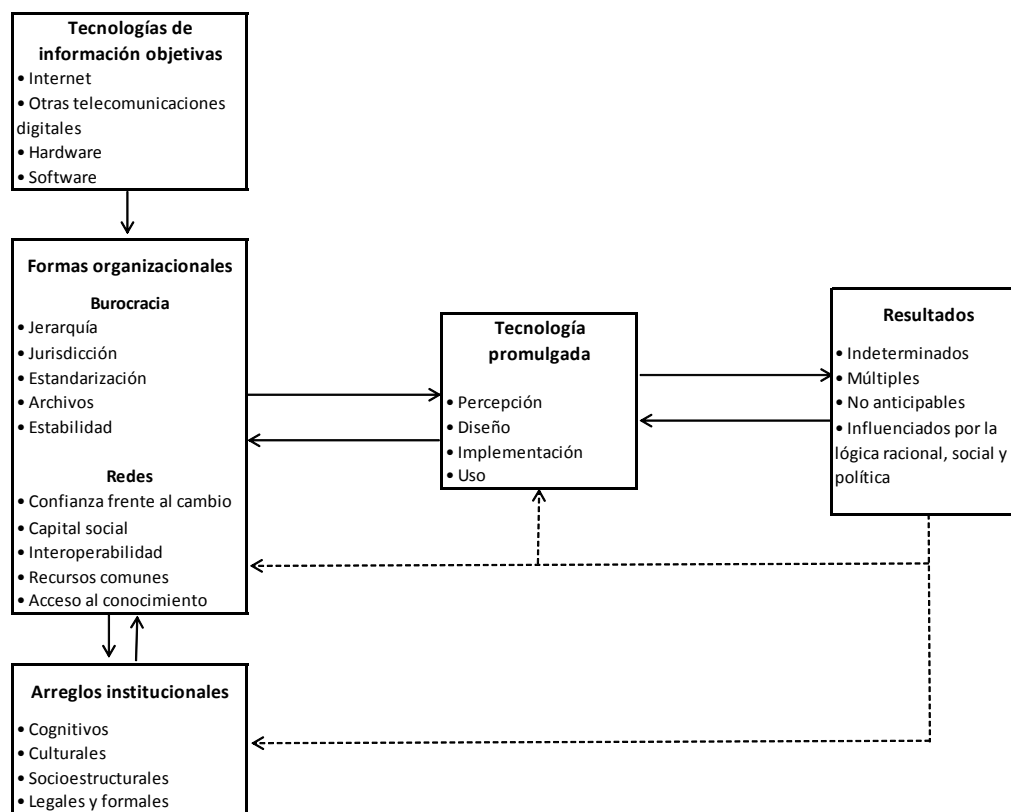 Tecnologías de
información objetivas
• Internet
• Otras telecomunicaciones
digitales
• Hardware
• Software
Formas organizacionales
Burocracia
• Jerarquía
• Jurisdicción
• Estandarización
• Archivos
• Estabilidad
Redes
• Confianza frente al cambio
• Capital social
• Interoperabilidad
• Recursos comunes
• Acceso al conocimiento
Arreglos institucionales
• Cognitivos
• Culturales
• Socioestructurales
• Legales y formales
Tecnología
promulgada
• Percepción
• Diseño
• Implementación
• Uso
Resultados
• Indeterminados
• Múltiples
• No anticipables
• Influenciados por la
lógica racional, social y
política